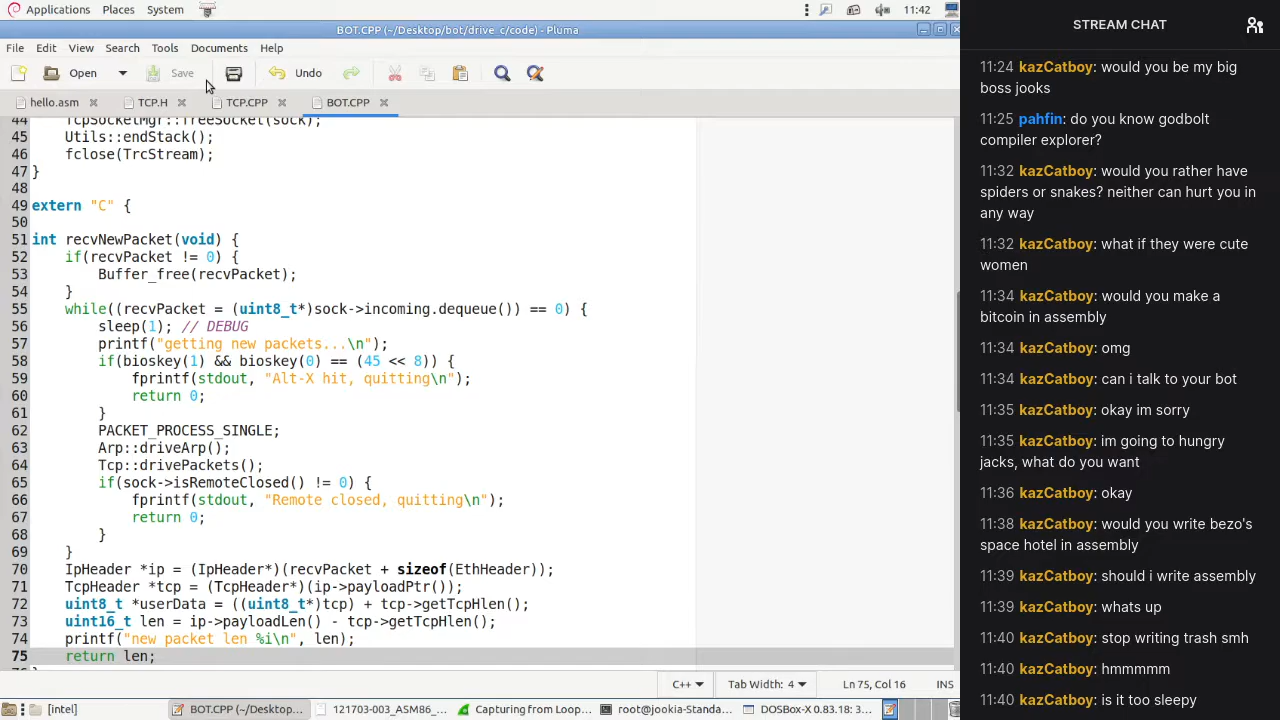 Applications Places System
11:42
BOT.CPP (~/Desktop/bot/drive_c/code) - Pluma
File Edit View Search Tools Documents Help
Open Save Undo
hello.asm TCP.H TCP.CPP BOT.CPP
44 TcpSocketMgr::freeSocket(sock);
45 Utils::endStack();
46 fclose(TrcStream);
47 }
48
49 extern "C" {
50
51 int recvNewPacket(void) {
52 if(recvPacket != 0) {
53 Buffer_free(recvPacket);
54 }
55 while((recvPacket = (uint8_t*)sock->incoming.dequeue()) == 0) {
56 sleep(1); // DEBUG
57 printf("getting new packets...\n");
58 if(bioskey(1) && bioskey(0) == (45 << 8)) {
59 fprintf(stdout, "Alt-X hit, quitting\n");
60 return 0;
61 }
62 PACKET_PROCESS_SINGLE;
63 Arp::driveArp();
64 Tcp::drivePackets();
65 if(sock->isRemoteClosed() != 0) {
66 fprintf(stdout, "Remote closed, quitting\n");
67 return 0;
68 }
69 }
70 IpHeader *ip = (IpHeader*)(recvPacket + sizeof(EthHeader));
71 TcpHeader *tcp = (TcpHeader*)(ip->payloadPtr());
72 uint8_t *userData = ((uint8_t*)tcp) + tcp->getTcpHlen();
73 uint16_t len = ip->payloadLen() - tcp->getTcpHlen();
74 printf("new packet len %i\n", len);
75 return len;
C++ Tab Width: 4 Ln 75, Col 16 INS
[intel] BOT.CPP (~/Desktop... 121703-003_ASM86_... Capturing from Loop... root@jookia-Standa... DOSBox-X 0.83.18: 3...
STREAM CHAT
11:24 kazCatboy: would you be my big
boss jooks
11:25 pahfin: do you know godbolt
compiler explorer?
11:32 kazCatboy: would you rather have
spiders or snakes? neither can hurt you in
any way
11:32 kazCatboy: what if they were cute
women
11:34 kazCatboy: would you make a
bitcoin in assembly
11:34 kazCatboy: omg
11:34 kazCatboy: can i talk to your bot
11:35 kazCatboy: okay im sorry
11:35 kazCatboy: im going to hungry
jacks, what do you want
11:36 kazCatboy: okay
11:38 kazCatboy: would you write bezo's
space hotel in assembly
11:39 kazCatboy: should i write assembly
11:39 kazCatboy: whats up
11:40 kazCatboy: stop writing trash smh
11:40 kazCatboy: hmmmmm
11:40 kazCatboy: is it too sleepy